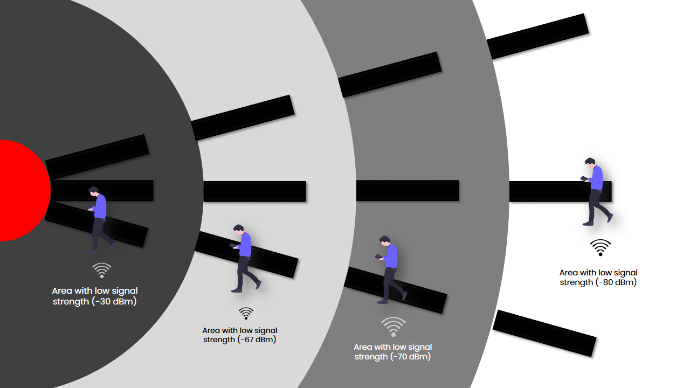 Area with low signal
strength (-30 dBm)
Area with low signal
strength (-67 dBm)
Area with low signal
strength (-70 dBm)
Area with low signal
strength (-80 dBm)